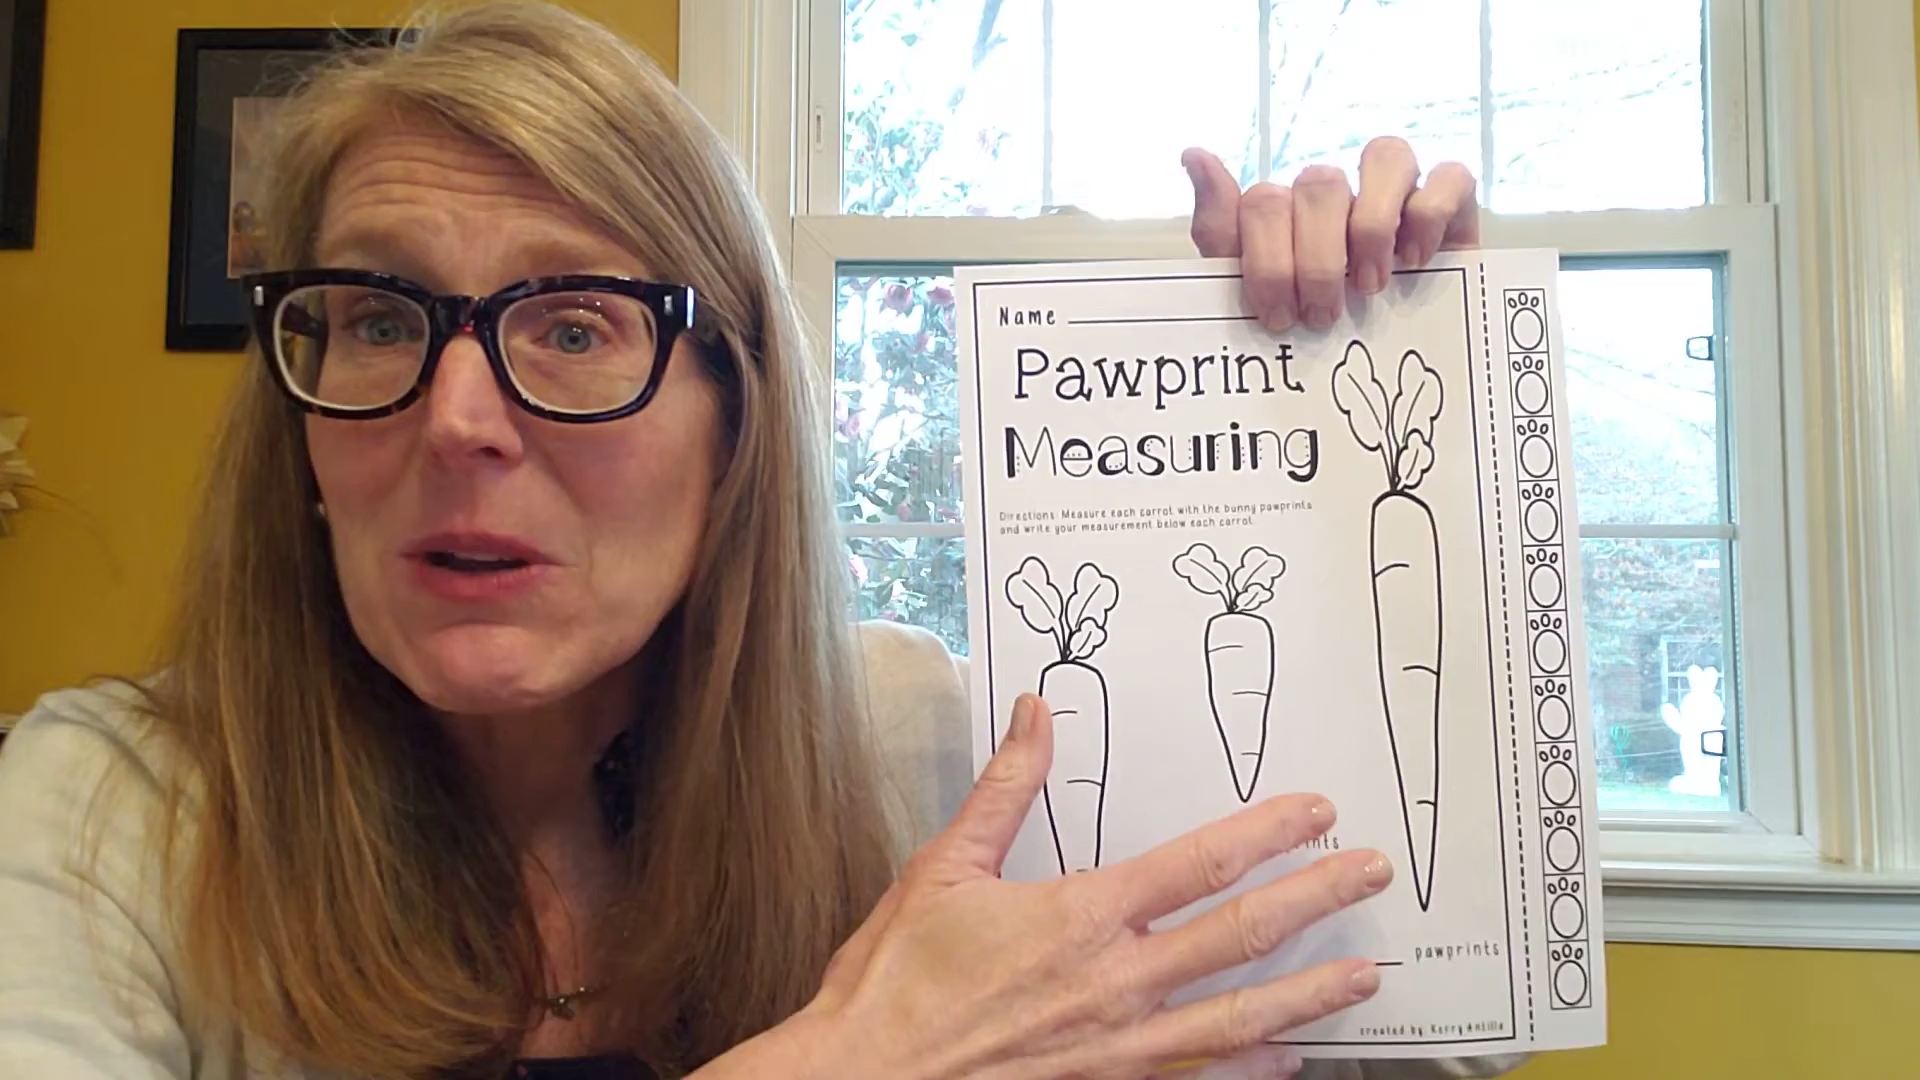 Name
Pawprint
Measuring
Directions: Measure each carrot with the bunny pawprints
and write your measurement below each carrot.
pawprints
created by: Kerry Antilla